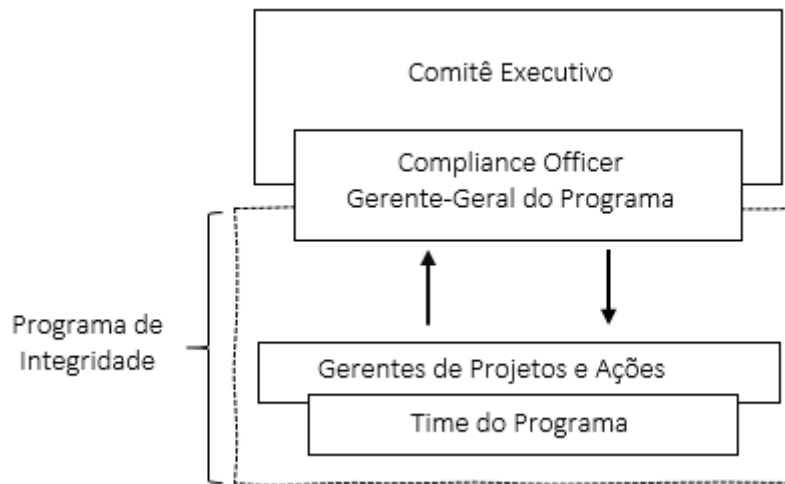 Comitê Executivo
Compliance Officer
Gerente-Geral do Programa
Programa de
Integridade
Gerentes de Projetos e Ações
Time do Programa